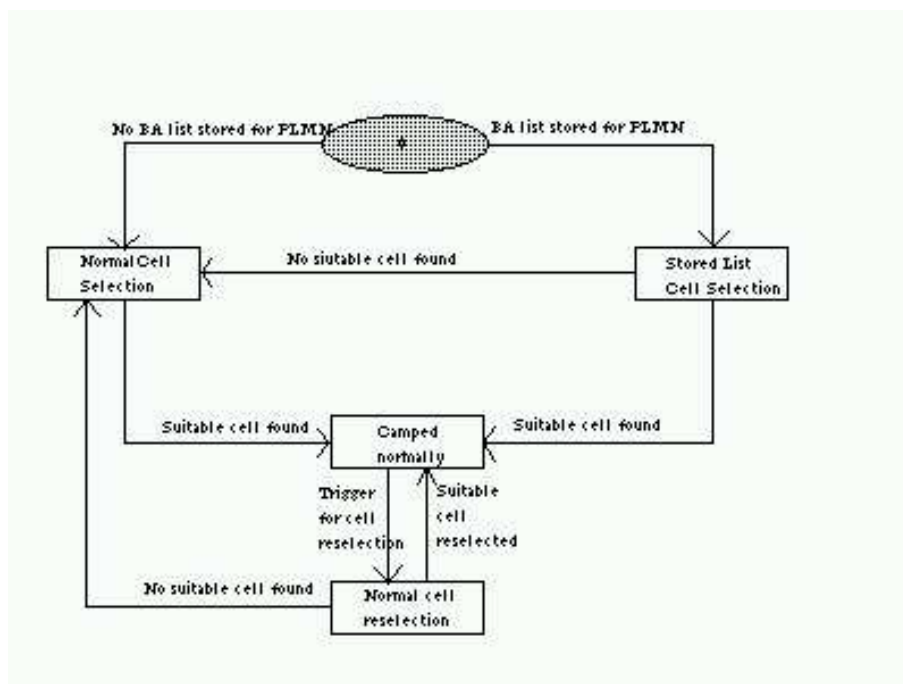 No BA list stored for PLMN
BA list stored for PLMN
Normal Cell
Selection
No siutable cell found
Stored List
Cell Selection
Suitable cell found
Camped
normally
Suitable cell found
Trigger
for cell
reselection
Suitable
cell
reselected
No suitable cell found
Normal cell
reselection